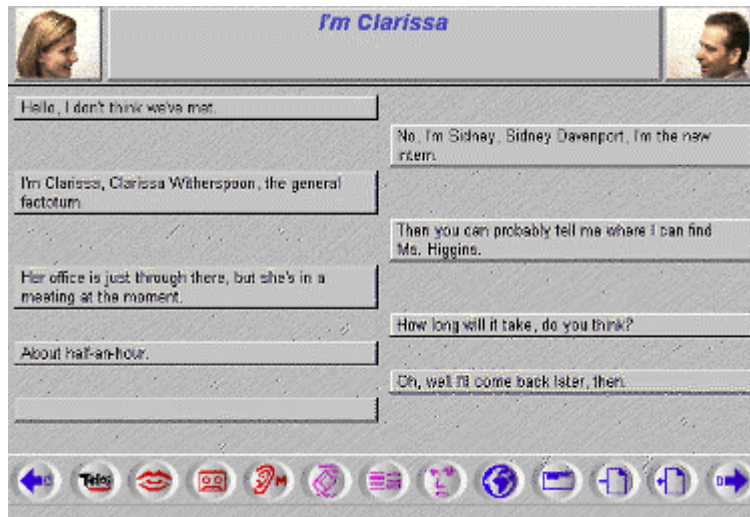 I'm Clarissa
Hello, I don't think we've met.
No, I'm Sidney, Sidney Davenport, I'm the new
intern.
I'm Clarissa, Clarissa Witherspoon, the general
factotum
Then you can probably tell me where I can find
Ms. Higgins.
Her office is just through there, but she's in a
meeting at the moment.
How long will it take, do you think?
About half-an-hour.
Oh, well I'll come back later, then.
C
Telos
M
D